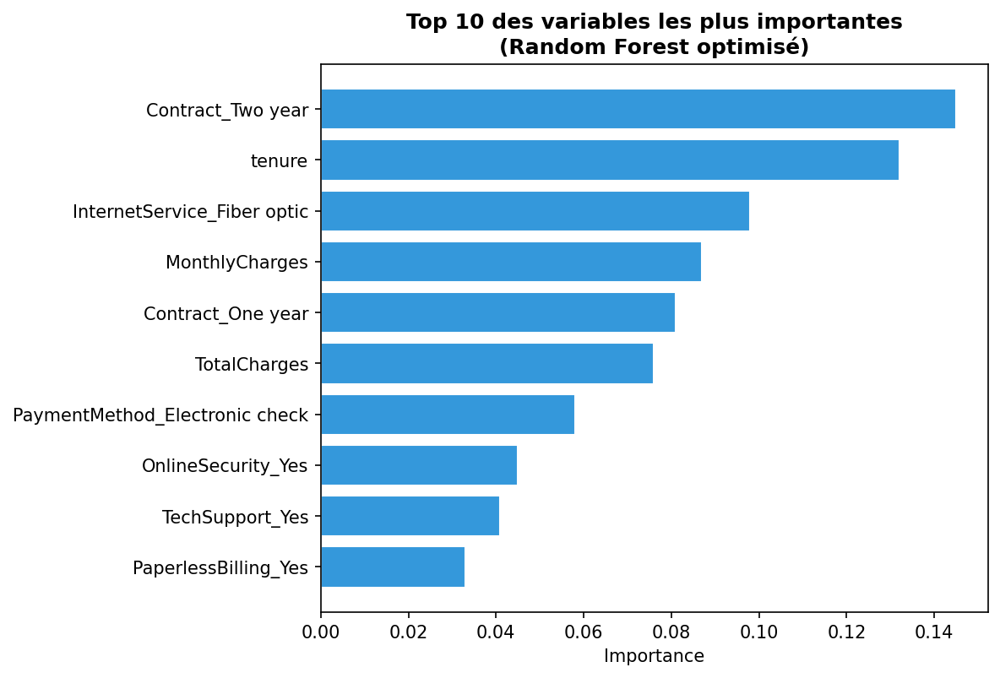 Top 10 des variables les plus importantes
(Random Forest optimisé)
Contract_Two year
tenure
InternetService_Fiber optic
MonthlyCharges
Contract_One year
TotalCharges
PaymentMethod_Electronic check
OnlineSecurity_Yes
TechSupport_Yes
PaperlessBilling_Yes
0.00 0.02 0.04 0.06 0.08 0.10 0.12 0.14
Importance